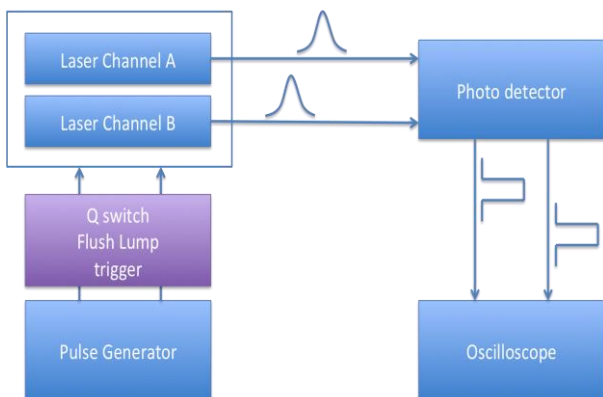 Laser Channel A
Laser Channel B
Photo detector
Q switch
Flush Lump
trigger
Pulse Generator
Oscilloscope